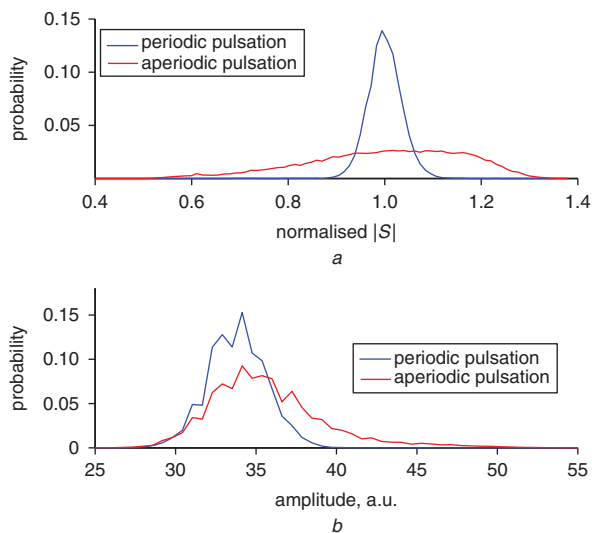 0.15
0.10
0.05
probability
periodic pulsation
aperiodic pulsation
0.4 0.6 0.8 1.0 1.2 1.4
normalised |S|
a
0.15
0.10
0.05
0
probability
periodic pulsation
aperiodic pulsation
25 30 35 40 45 50 55
amplitude, a.u.
b